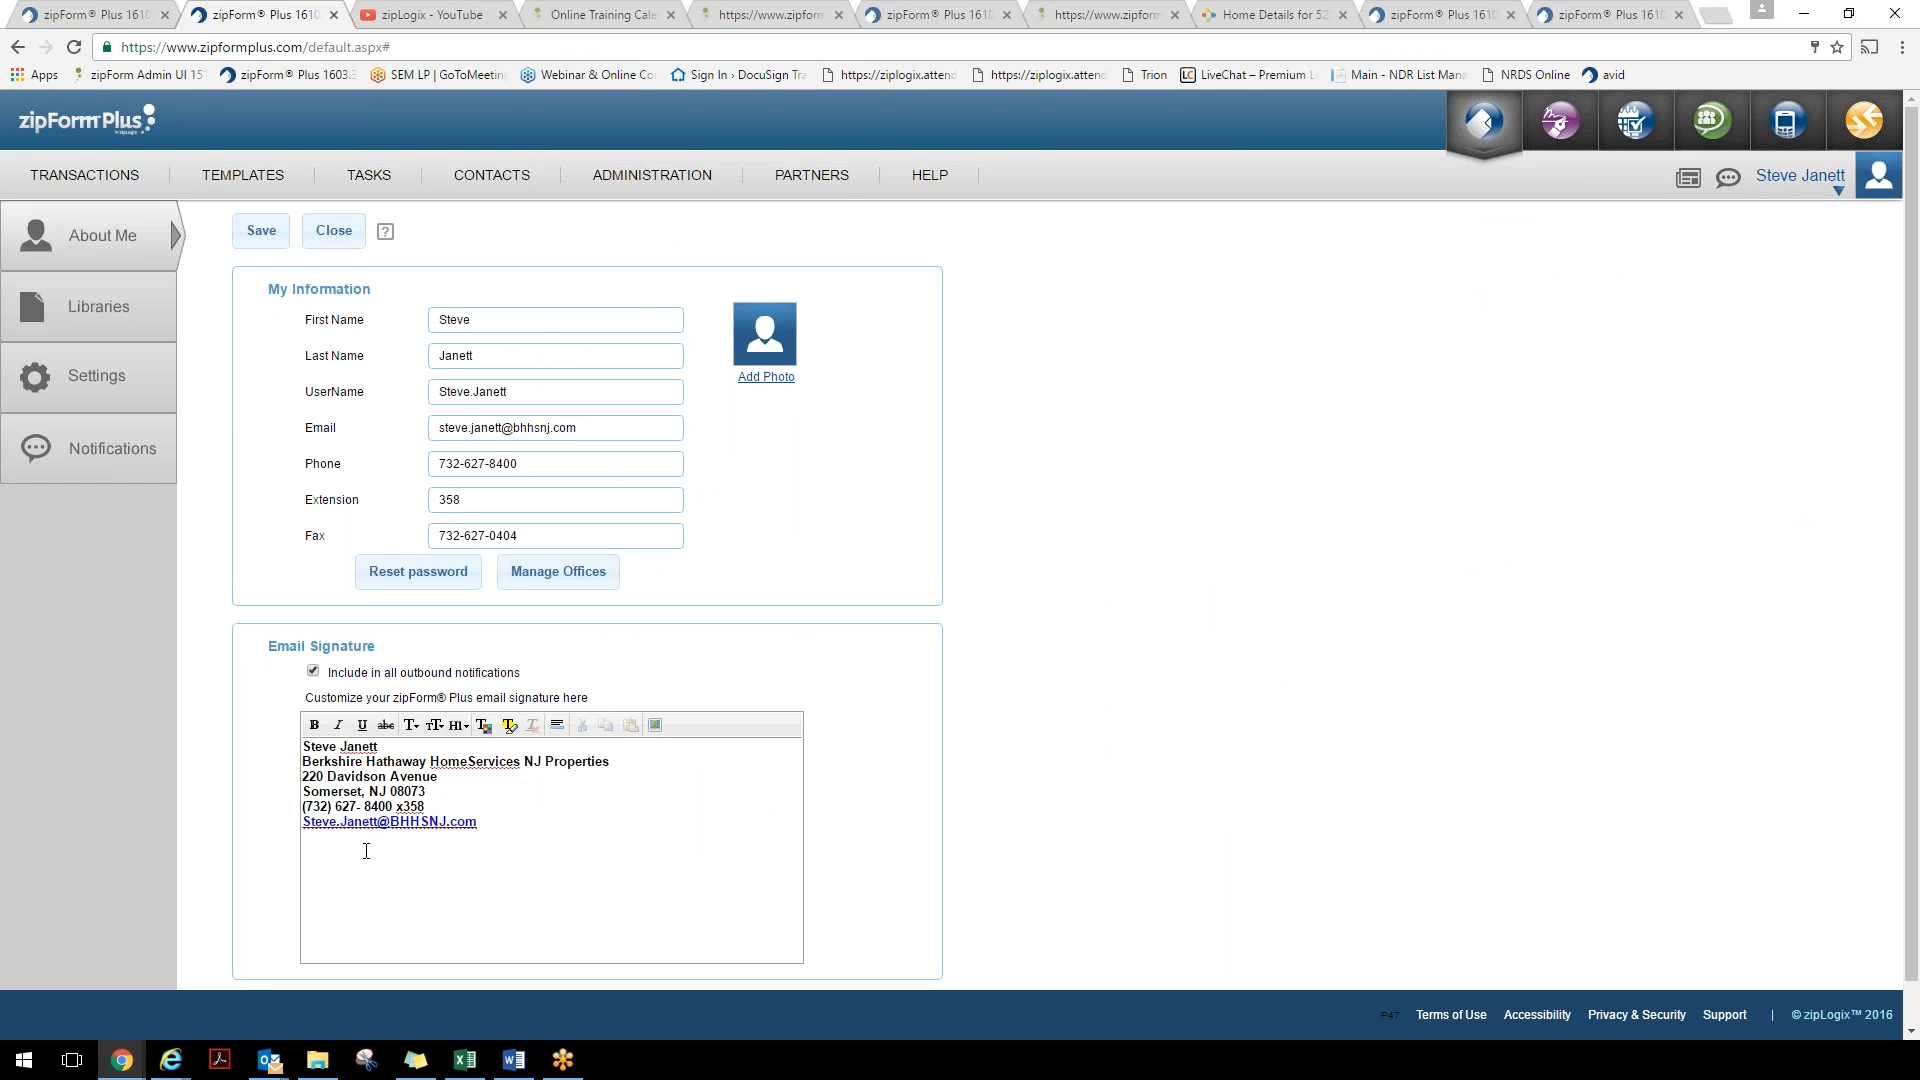 zipForm® Plus 1610
zipForm® Plus 1610
zipLogix - YouTube
Online Training Cale
https://www.zipform
zipForm® Plus 1610
https://www.zipform
Home Details for 52
zipForm® Plus 1610
zipForm® Plus 1610
https://www.zipformplus.com/default.aspx#
Apps
zipForm Admin UI 15
zipForm® Plus 1603.3
SEM LP | GoToMeeting
Webinar & Online Co
Sign In › DocuSign Tra
https://ziplogix.attend
https://ziplogix.attend
Trion
LiveChat – Premium L
Main - NDR List Mana
NRDS Online
avid
zipForm Plus
by zipLogix
TRANSACTIONS
TEMPLATES
TASKS
CONTACTS
ADMINISTRATION
PARTNERS
HELP
Steve Janett
About Me
Libraries
Settings
Notifications
Save
Close
?
My Information
First Name
Steve
Last Name
Janett
UserName
Steve.Janett
Email
steve.janett@bhhsnj.com
Phone
732-627-8400
Extension
358
Fax
732-627-0404
Add Photo
Reset password
Manage Offices
Email Signature
Include in all outbound notifications
Customize your zipForm® Plus email signature here
B I U abc T TT H1 T T T
Steve Janett
Berkshire Hathaway HomeServices NJ Properties
220 Davidson Avenue
Somerset, NJ 08073
(732) 627- 8400 x358
Steve.Janett@BHHSNJ.com
P47
Terms of Use
Accessibility
Privacy & Security
Support
|
© zipLogix™ 2016